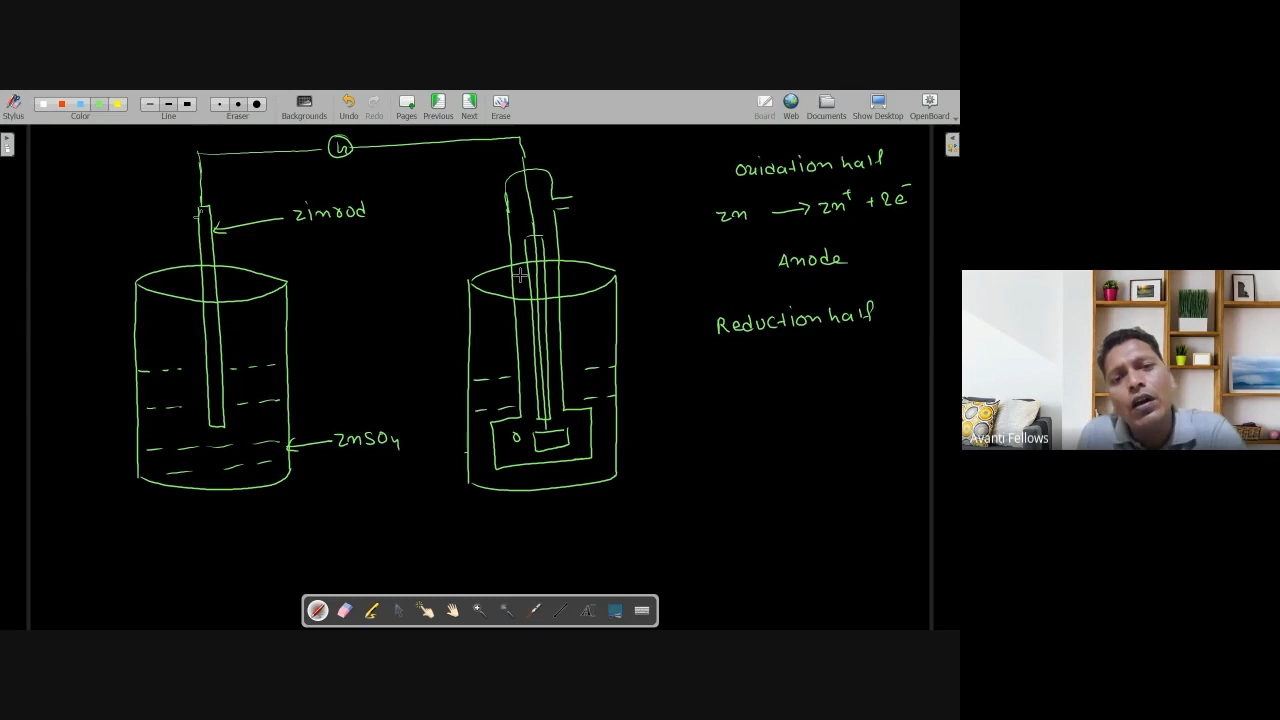 Stylus
Color
Line
Eraser
Backgrounds
Undo
Redo
Pages
Previous
Next
Erase
Board
Web
Documents
Show Desktop
OpenBoard
zinrod
ZnSO4
Oxidation half
Zn → Zn⁺ + 2e⁻
Anode
Reduction half
Avanti Fellows